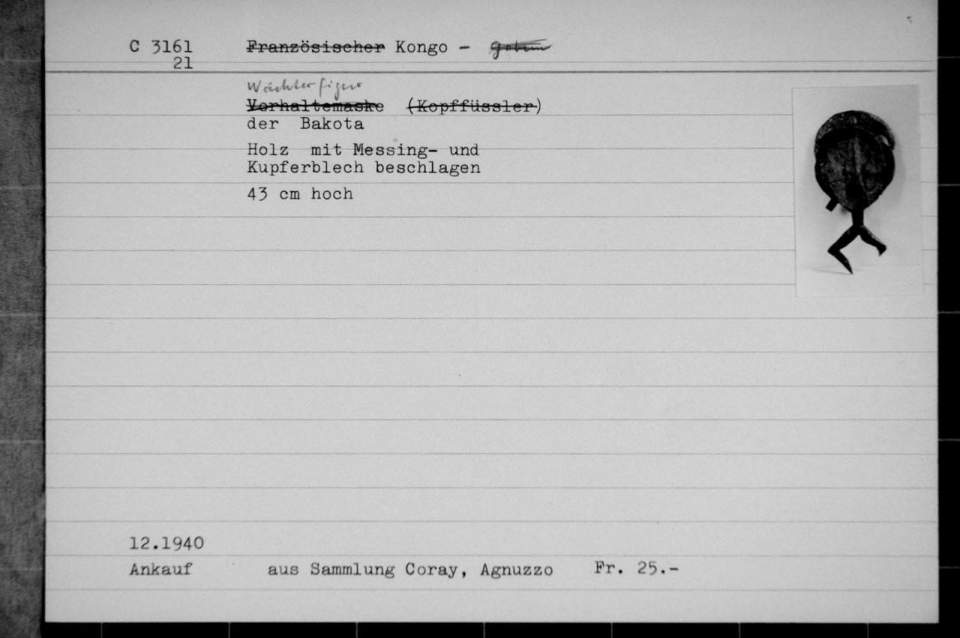 C 3161 Französischer Kongo - Gabun
21
Wächterfigur
Vorhaltemaske (Kopffüssler)
der Bakota
Holz mit Messing- und
Kupferblech beschlagen
43 cm hoch
12.1940
Ankauf aus Sammlung Coray, Agnuzzo Fr. 25.-